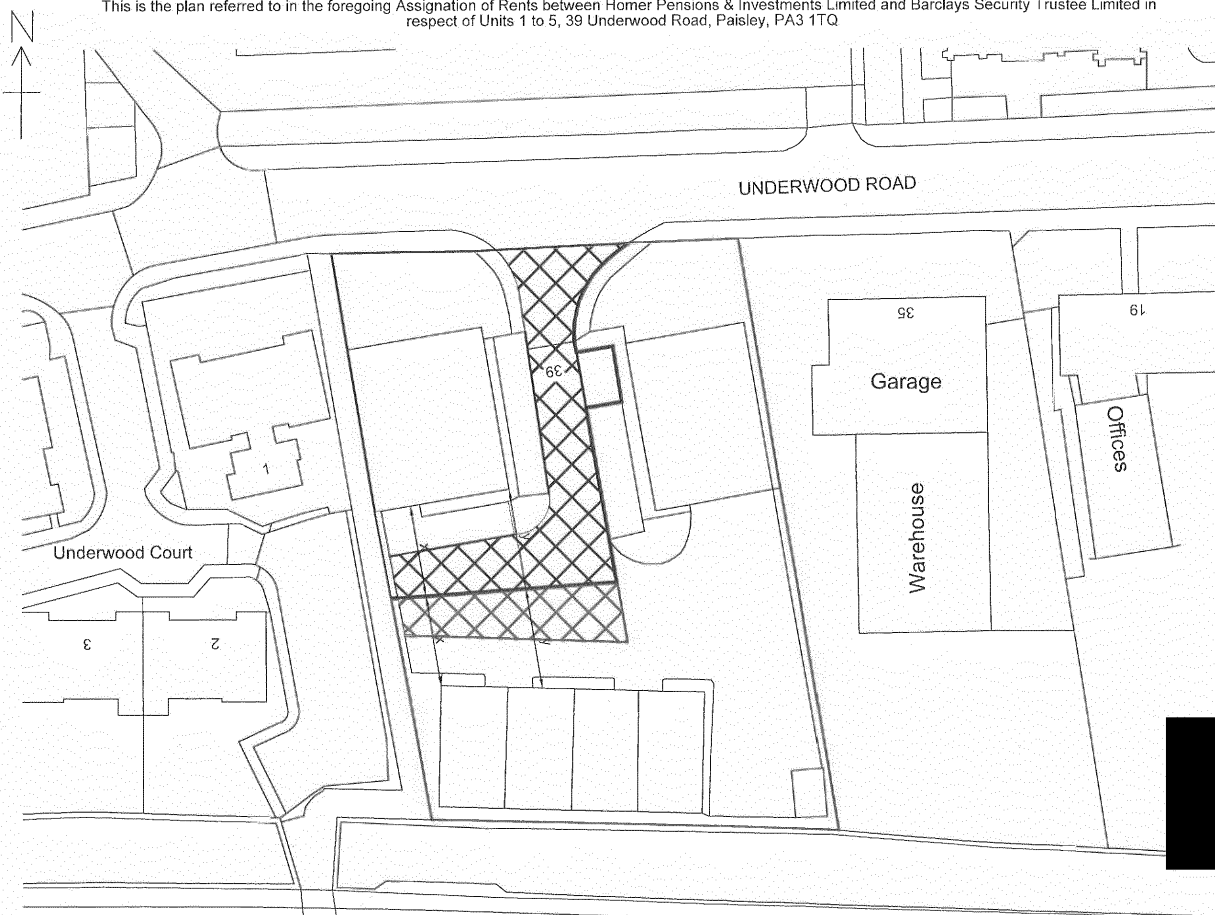 This is the plan referred to in the foregoing Assignation of Rents between Horner Pensions & Investments Limited and Barclays Security Trustee Limited in
respect of Units 1 to 5, 39 Underwood Road, Paisley, PA3 1TQ
N
UNDERWOOD ROAD
35
19
39
Garage
Offices
1
Warehouse
Underwood Court
3
2